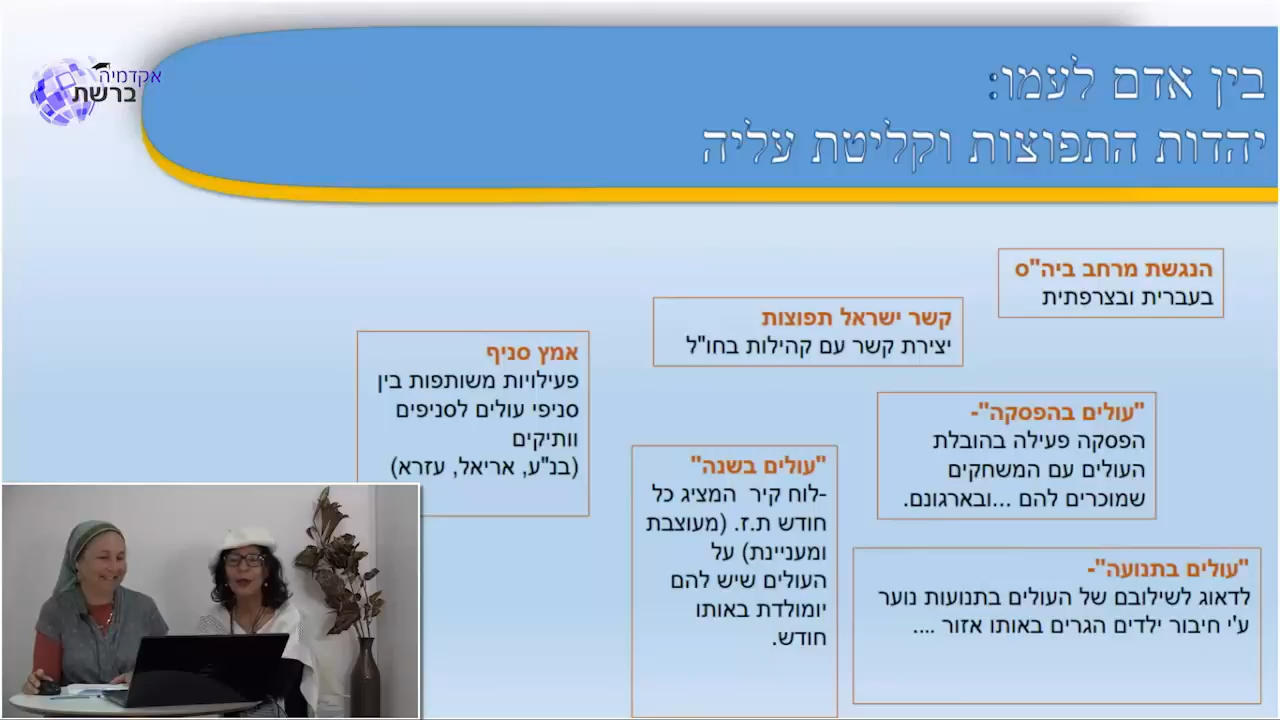 אקדמיה
ברשת
בין אדם לעמו:
יהדות התפוצות וקליטת עליה
הנגשת מרחב ביה"ס
בעברית ובצרפתית
קשר ישראל תפוצות
יצירת קשר עם קהילות בחו"ל
אמץ סניף
פעילויות משותפות בין
סניפי עולים לסניפים
וותיקים
(בנ"ע, אריאל, עזרא)
"עולים בהפסקה"-
הפסקה פעילה בהובלת
העולים עם המשחקים
שמוכרים להם ...ובארגונם.
"עולים בשנה"
-לוח קיר המציג כל
חודש ת.ז. (מעוצבת
ומעניינת) על
העולים שיש להם
יומולדת באותו
חודש.
"עולים בתנועה"-
לדאוג לשילובם של העולים בתנועות נוער
ע'י חיבור ילדים הגרים באותו אזור ....